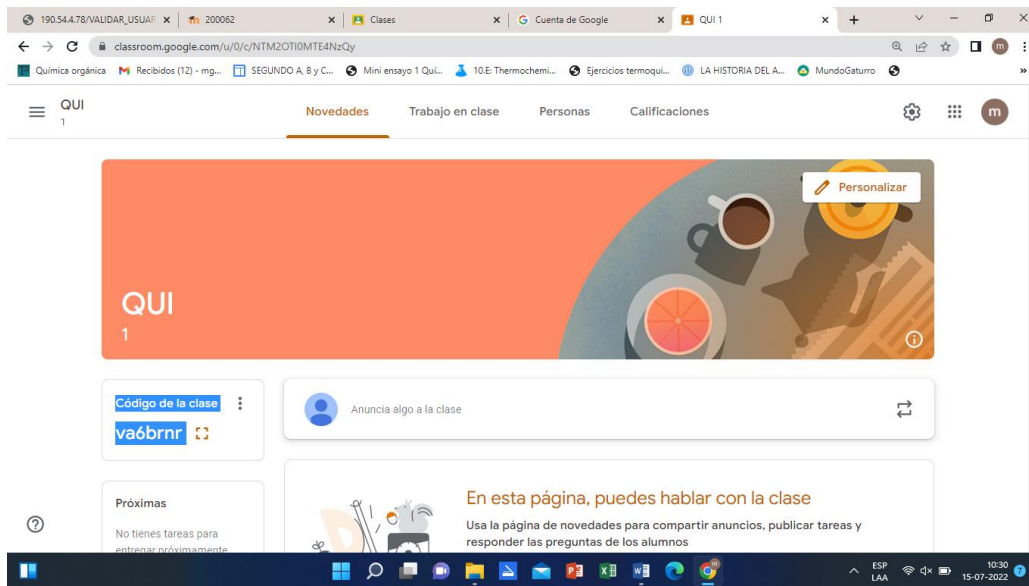 190.54.4.78/VALIDAR_USUAR
200062
Clases
Cuenta de Google
QUI 1
classroom.google.com/u/0/c/NTM2OTI0MTE4NzQy
m
Química orgánica
Recibidos (12) - mg...
SEGUNDO A, B y C...
Mini ensayo 1 Quí...
10.E: Thermochemi...
Ejercicios termoqui...
LA HISTORIA DEL A...
MundoGaturro
»
QUI
1
Novedades
Trabajo en clase
Personas
Calificaciones
m
Personalizar
QUI
1
Código de la clase
va6brnr
Anuncia algo a la clase
Próximas
No tienes tareas para
entregar próximamente
En esta página, puedes hablar con la clase
Usa la página de novedades para compartir anuncios, publicar tareas y
responder las preguntas de los alumnos
ESP
LAA
10:30
15-07-2022
7